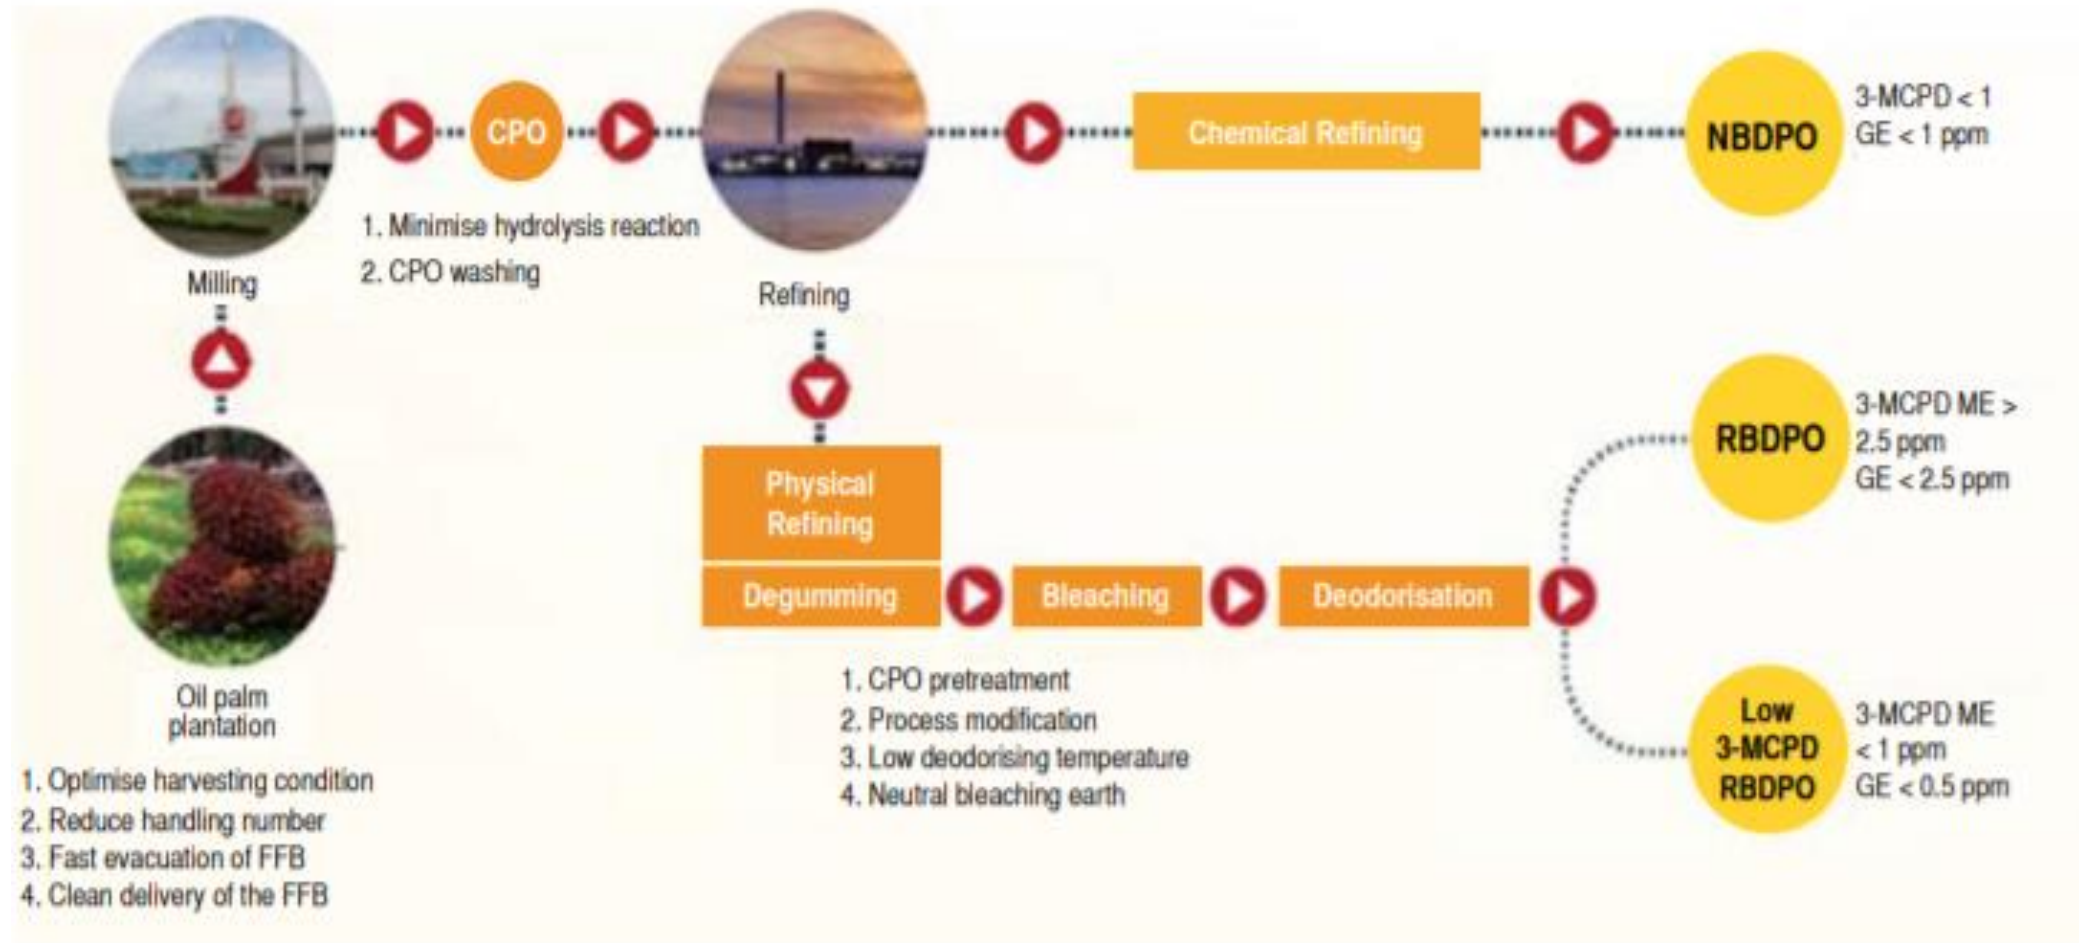 CPO
Chemical Refining
NBDPO
3-MCPD < 1
GE < 1 ppm
1. Minimise hydrolysis reaction
2. CPO washing
Milling
Refining
Physical
Refining
Degumming
Bleaching
Deodorisation
RBDPO
3-MCPD ME >
2.5 ppm
GE < 2.5 ppm
Oil palm
plantation
1. Optimise harvesting condition
2. Reduce handling number
3. Fast evacuation of FFB
4. Clean delivery of the FFB
1. CPO pretreatment
2. Process modification
3. Low deodorising temperature
4. Neutral bleaching earth
Low
3-MCPD
RBDPO
3-MCPD ME
< 1 ppm
GE < 0.5 ppm